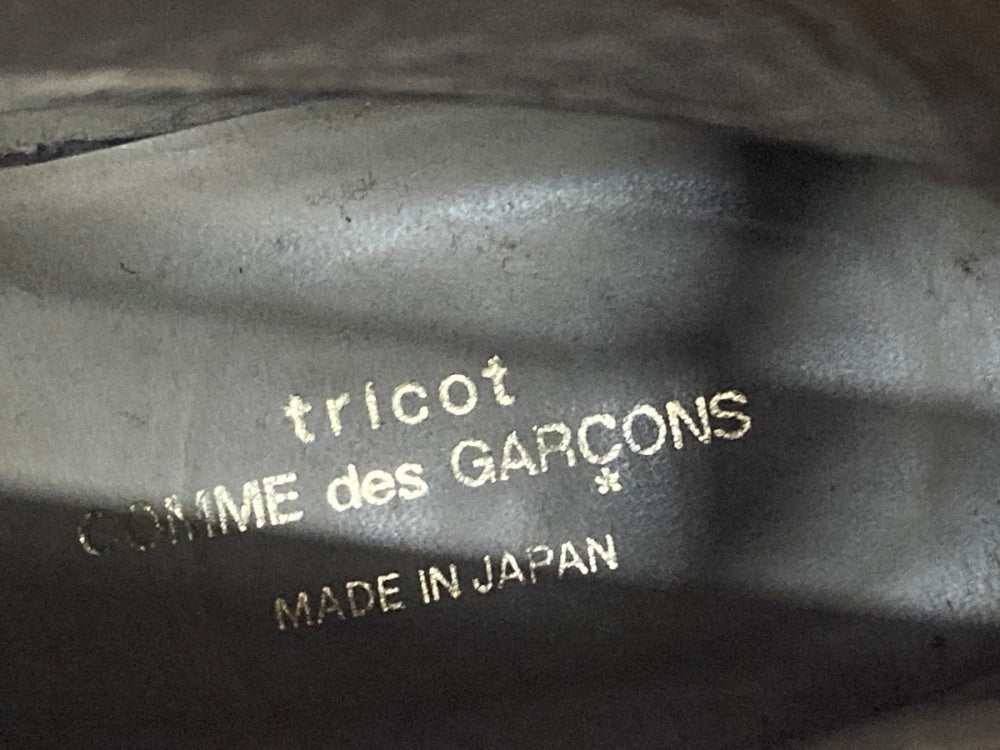 tricot
COMME des GARÇONS
MADE IN JAPAN